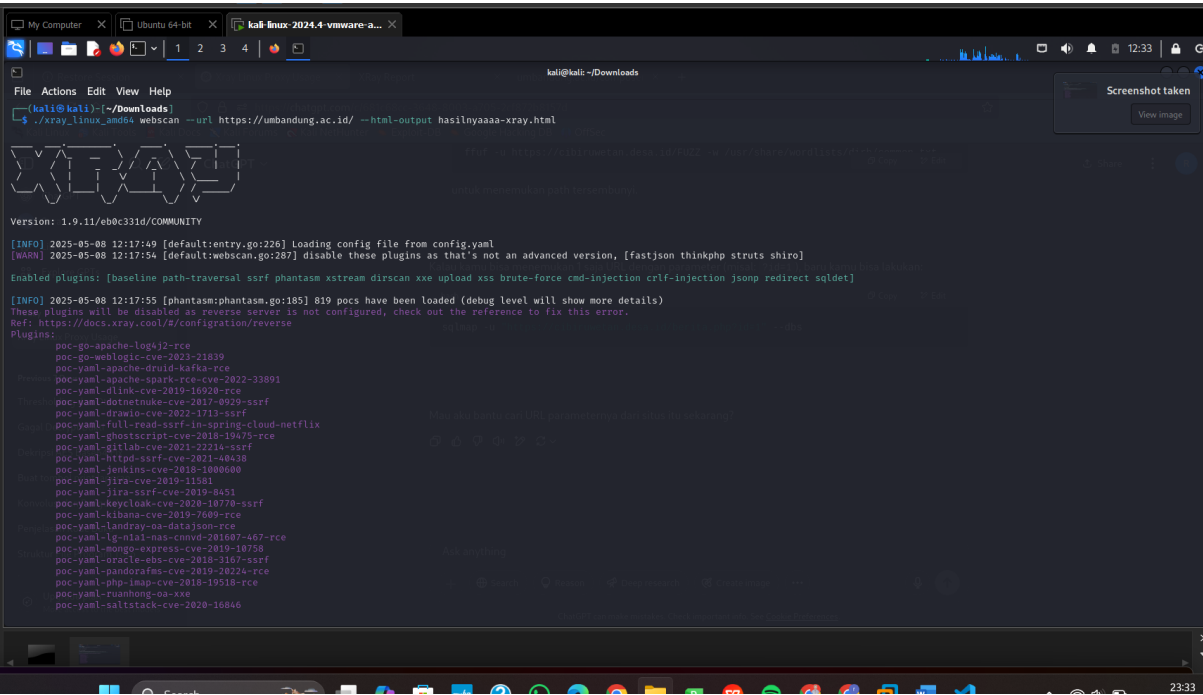 My Computer
Ubuntu 64-bit
kali-linux-2024.4-vmware-a...
1 2 3 4
12:33
kali@kali: ~/Downloads
File Actions Edit View Help
Screenshot taken
View image
(kali㉿kali)-[~/Downloads]
$ ./xray_linux_amd64 webscan --url https://umbandung.ac.id/ --html-output hasilnyaaaa-xray.html
XRAY
Version: 1.9.11/eb0c331d/COMMUNITY
[INFO] 2025-05-08 12:17:49 [default:entry.go:226] Loading config file from config.yaml
[WARN] 2025-05-08 12:17:54 [default:webscan.go:287] disable these plugins as that's not an advanced version, [fastjson thinkphp struts shiro]
Enabled plugins: [baseline path-traversal ssrf phantasm xstream dirscan xxe upload xss brute-force cmd-injection crlf-injection jsonp redirect sqldet]
[INFO] 2025-05-08 12:17:55 [phantasm:phantasm.go:185] 819 pocs have been loaded (debug level will show more details)
These plugins will be disabled as reverse server is not configured, check out the reference to fix this error.
Ref: https://docs.xray.cool/#/configration/reverse
Plugins:
poc-go-apache-log4j2-rce
poc-go-weblogic-cve-2023-21839
poc-yaml-apache-druid-kafka-rce
poc-yaml-apache-spark-rce-cve-2022-33891
poc-yaml-dlink-cve-2019-16920-rce
poc-yaml-dotnetnuke-cve-2017-0929-ssrf
poc-yaml-drawio-cve-2022-1713-ssrf
poc-yaml-full-read-ssrf-in-spring-cloud-netflix
poc-yaml-ghostscript-cve-2018-19475-rce
poc-yaml-gitlab-cve-2021-22214-ssrf
poc-yaml-httpd-ssrf-cve-2021-40438
poc-yaml-jenkins-cve-2018-1000600
poc-yaml-jira-cve-2019-11581
poc-yaml-jira-ssrf-cve-2019-8451
poc-yaml-keycloak-cve-2020-10770-ssrf
poc-yaml-kibana-cve-2019-7609-rce
poc-yaml-landray-oa-datajson-rce
poc-yaml-lg-n1a1-nas-cnnvd-201607-467-rce
poc-yaml-mongo-express-cve-2019-10758
poc-yaml-oracle-ebs-cve-2018-3167-ssrf
poc-yaml-pandorafms-cve-2019-20224-rce
poc-yaml-php-imap-cve-2018-19518-rce
poc-yaml-ruanhong-oa-xxe
poc-yaml-saltstack-cve-2020-16846
Search
23:33